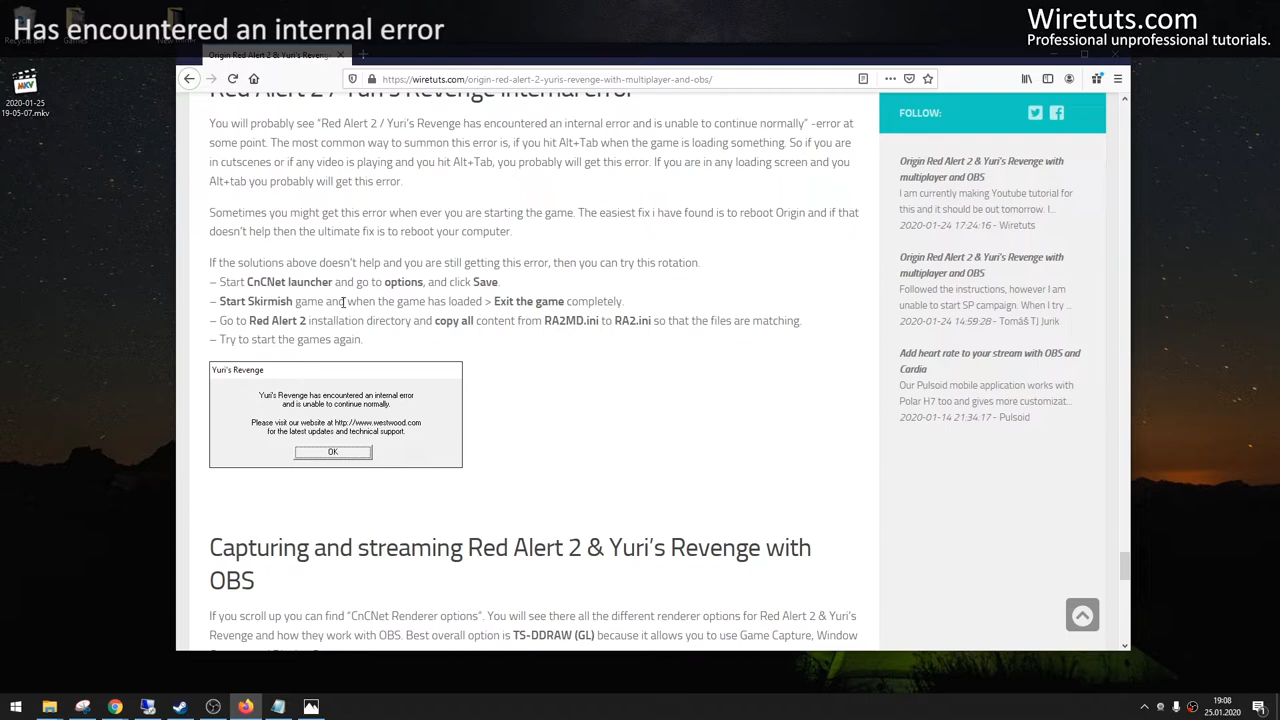 Has encountered an internal error
Wiretuts.com
Professional unprofessional tutorials.
Origin Red Alert 2 & Yuri's Reveng
https://wiretuts.com/origin-red-alert-2-yuris-revenge-with-multiplayer-and-obs/
MKV
2020-01-25
19-05-07.mkv
Red Alert 2 / Yuri's Revenge internal error
You will probably see “Red Alert 2 / Yuri's Revenge has encountered an internal error and is unable to continue normally” -error at
some point. The most common way to summon this error is, if you hit Alt+Tab when the game is loading something. So if you are
in cutscenes or if any video is playing and you hit Alt+Tab, you probably will get this error. If you are in any loading screen and you
Alt+tab you probably will get this error.
Sometimes you might get this error when ever you are starting the game. The easiest fix i have found is to reboot Origin and if that
doesn't help then the ultimate fix is to reboot your computer.
If the solutions above doesn't help and you are still getting this error, then you can try this rotation.
– Start CnCNet launcher and go to options, and click Save.
– Start Skirmish game and when the game has loaded > Exit the game completely.
– Go to Red Alert 2 installation directory and copy all content from RA2MD.ini to RA2.ini so that the files are matching.
– Try to start the games again.
Yuri's Revenge
Yuri's Revenge has encountered an internal error
and is unable to continue normally.
Please visit our website at http://www.westwood.com
for the latest updates and technical support.
OK
Capturing and streaming Red Alert 2 & Yuri's Revenge with
OBS
If you scroll up you can find “CnCNet Renderer options”. You will see there all the different renderer options for Red Alert 2 & Yuri's
Revenge and how they work with OBS. Best overall option is TS-DDRAW (GL) because it allows you to use Game Capture, Window
FOLLOW:
Origin Red Alert 2 & Yuri's Revenge with
multiplayer and OBS
I am currently making Youtube tutorial for
this and it should be out tomorrow. I...
2020-01-24 17:24:16 - Wiretuts
Origin Red Alert 2 & Yuri's Revenge with
multiplayer and OBS
Followed the instructions, however I am
unable to start SP campaign. When I try ...
2020-01-24 14:59:28 - Tomáš TJ Jurík
Add heart rate to your stream with OBS and
Cardia
Our Pulsoid mobile application works with
Polar H7 too and gives more customizat...
2020-01-14 21:34:17 - Pulsoid
19:08
25.01.2020